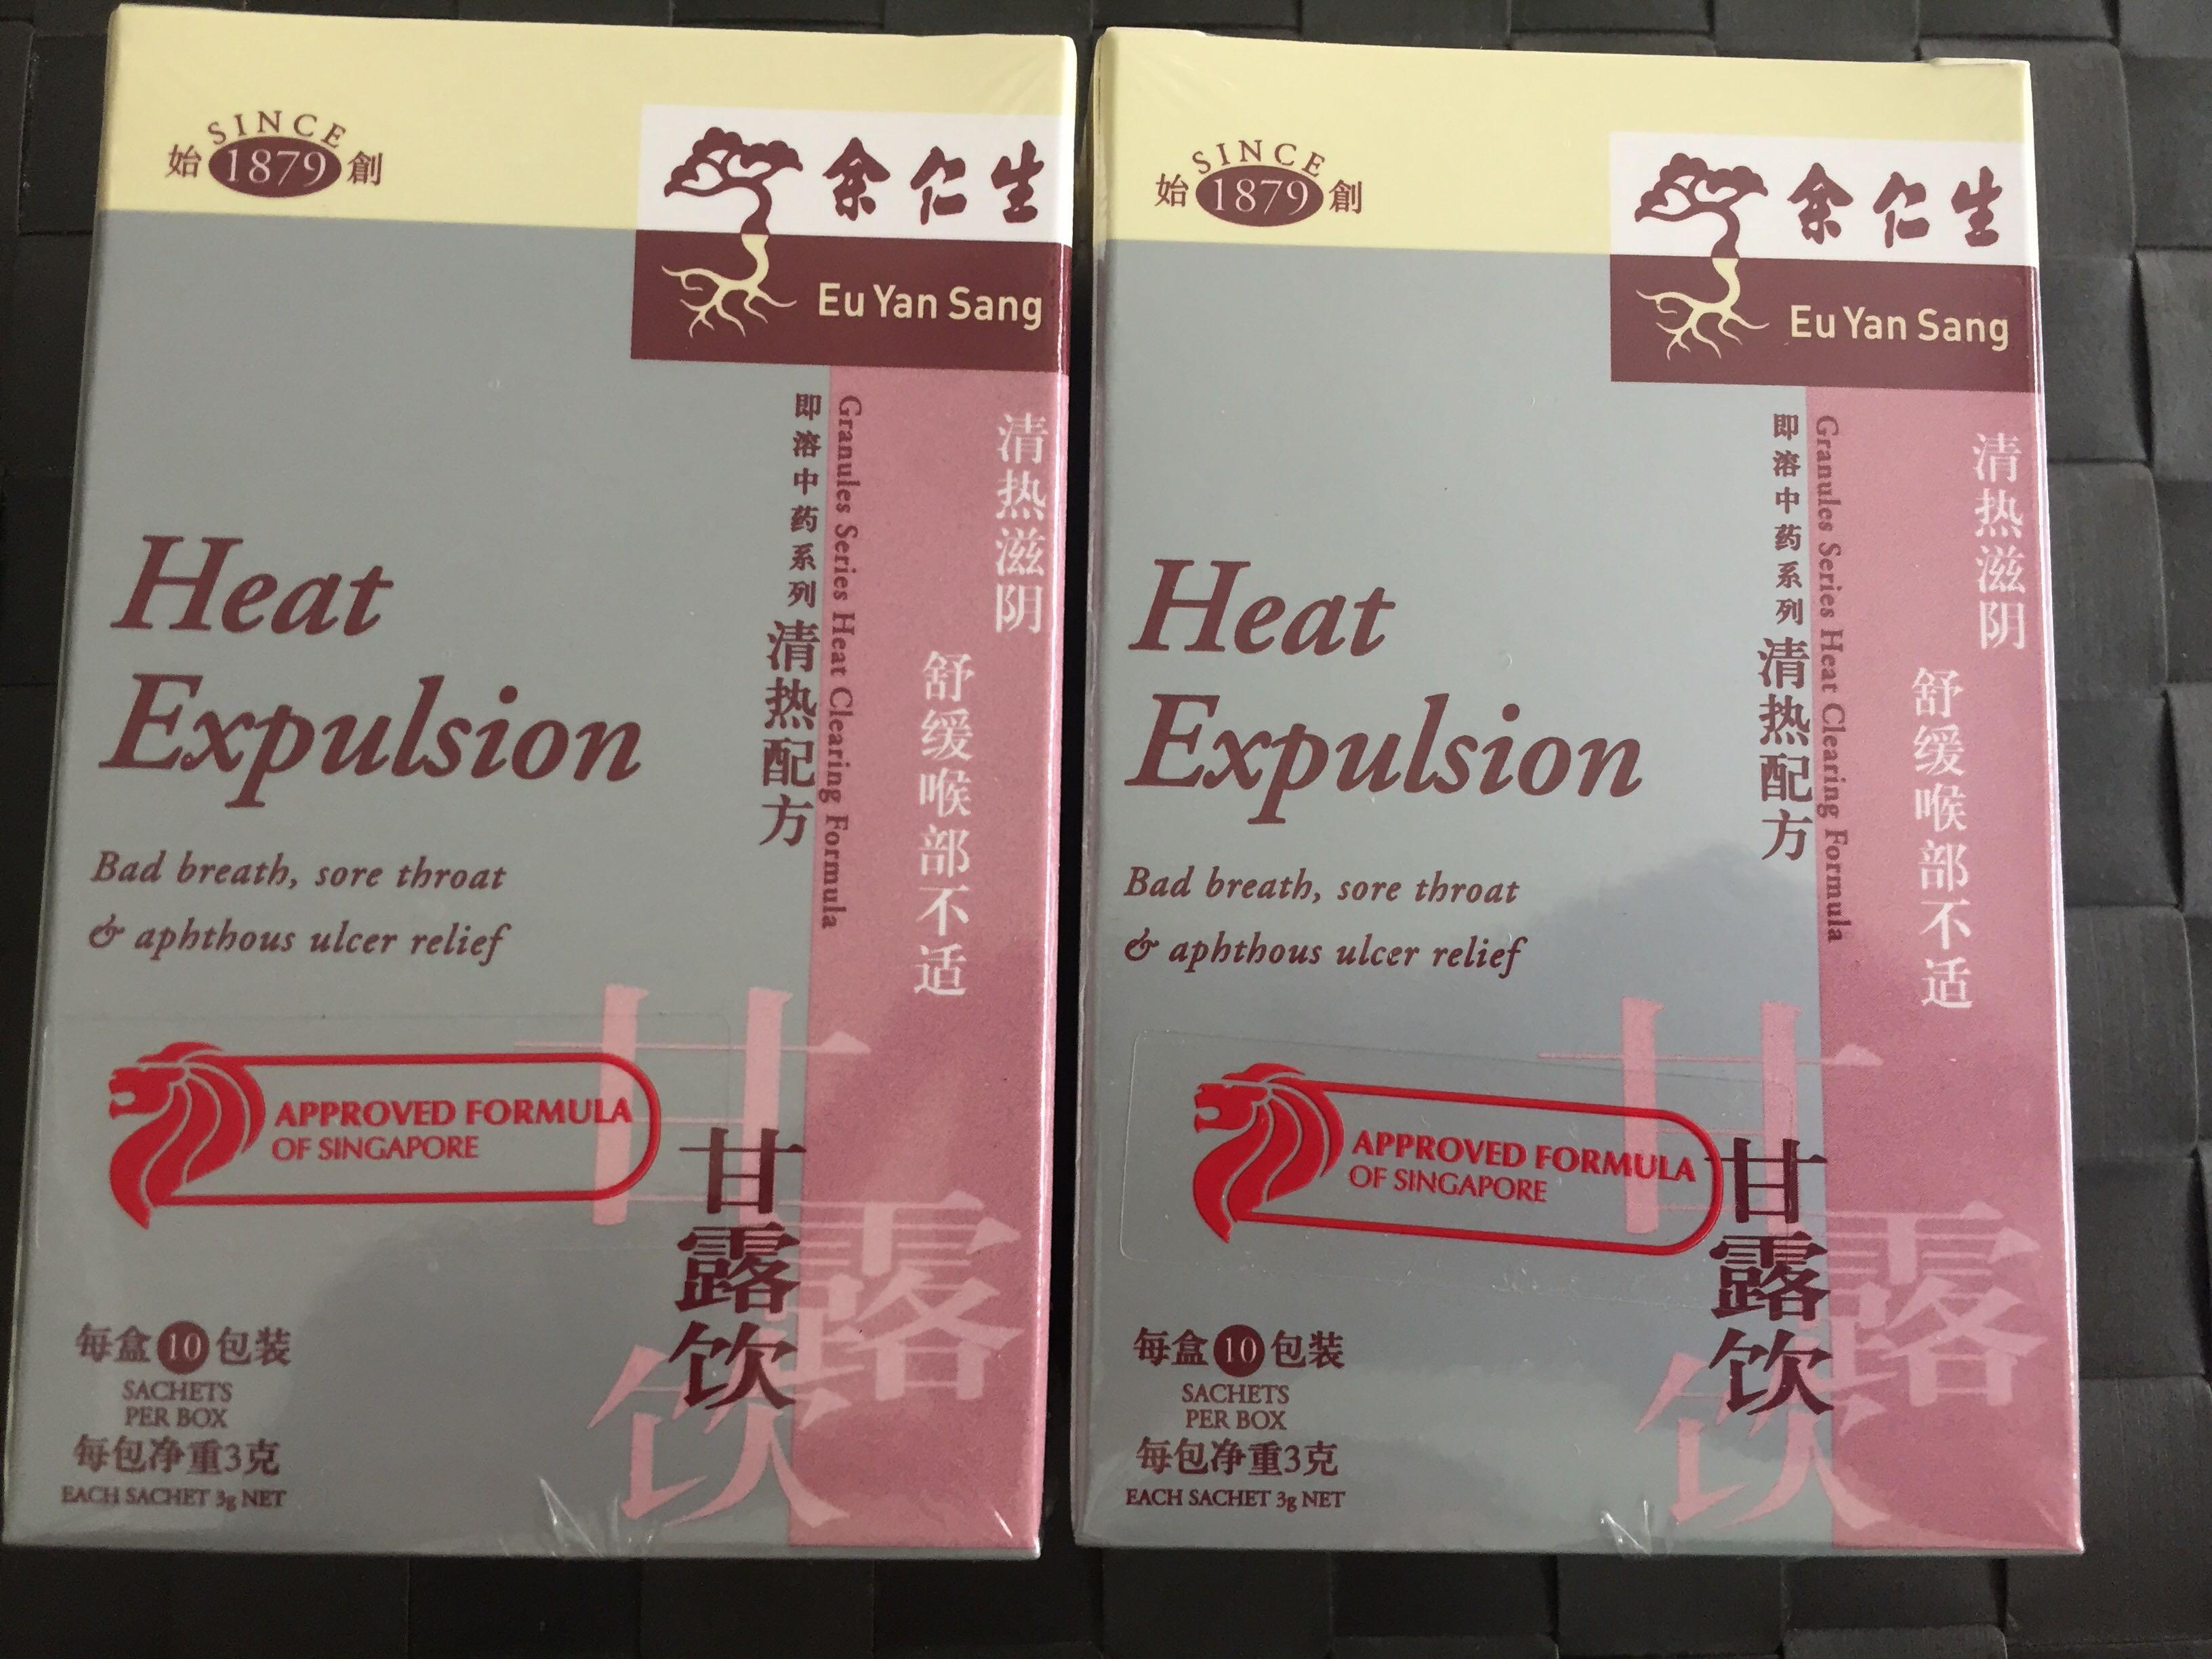 SINCE
始 1879 創
余仁生
Eu Yan Sang
清热滋阴
舒缓喉部不适
Granules Series Heat Clearing Formula
即溶中药系列清热配方
Heat
Expulsion
Bad breath, sore throat
& aphthous ulcer relief
APPROVED FORMULA
OF SINGAPORE
甘露饮
甘露饮
每盒10包装
SACHETS
PER BOX
每包净重3克
EACH SACHET 3g NET
SINCE
始 1879 創
余仁生
Eu Yan Sang
清热滋阴
舒缓喉部不适
Granules Series Heat Clearing Formula
即溶中药系列清热配方
Heat
Expulsion
Bad breath, sore throat
& aphthous ulcer relief
APPROVED FORMULA
OF SINGAPORE
甘露饮
甘露饮
每盒10包装
SACHETS
PER BOX
每包净重3克
EACH SACHET 3g NET